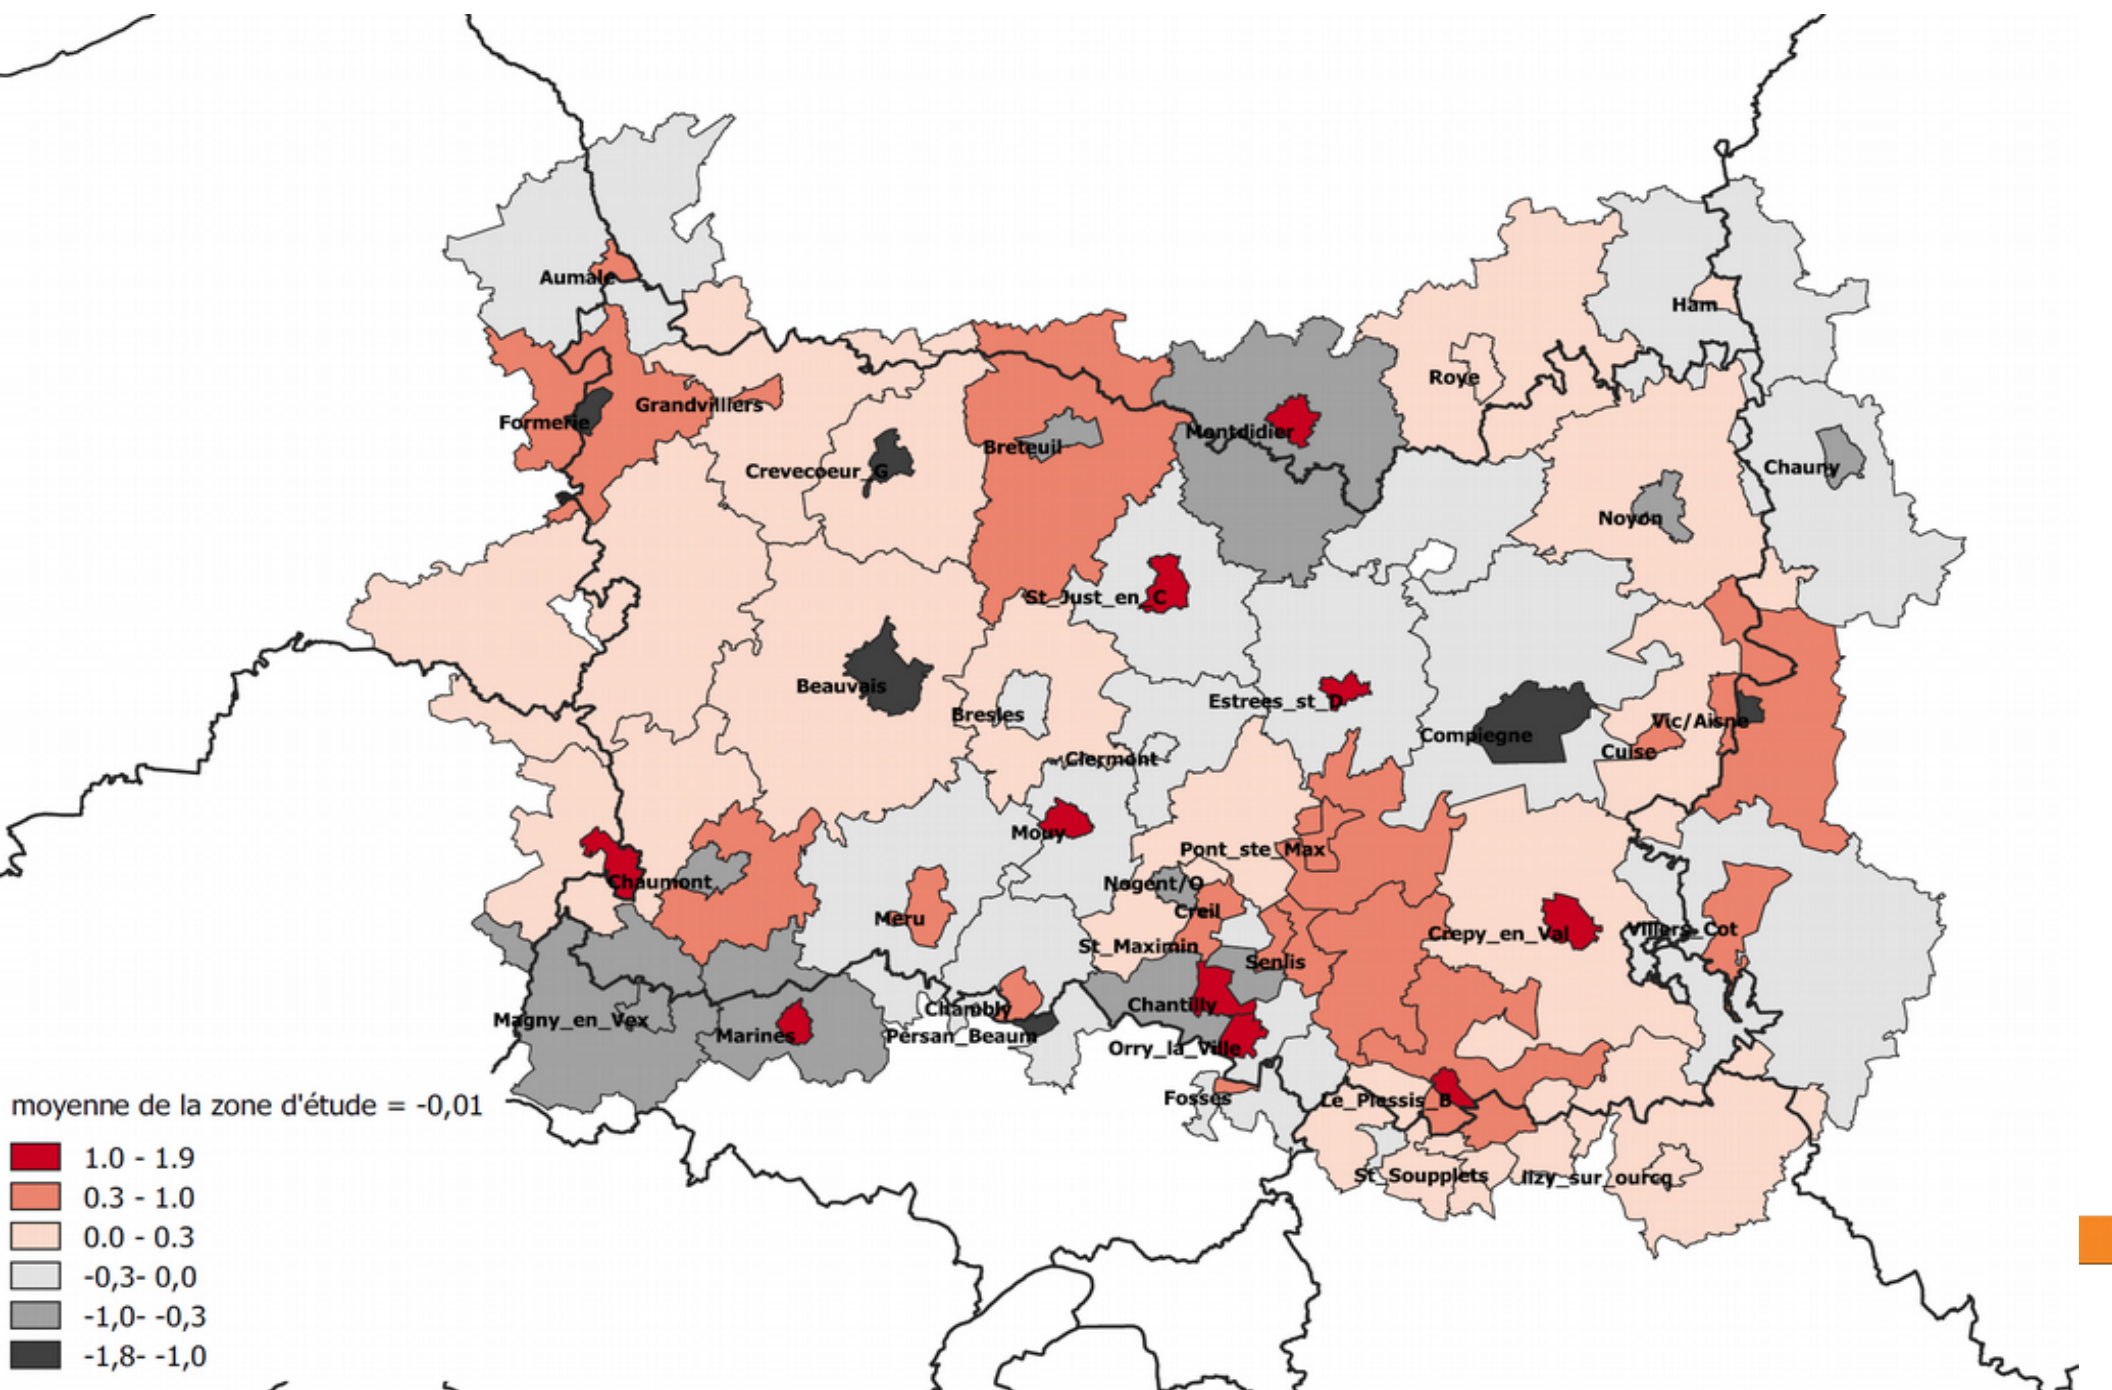 Aumale
Ham
Roye
Grandvilliers
Formerie
Montdidier
Breteuil
Crevecoeur_G
Chauny
Noyon
St_Just_en_C
Beauvais
Estrees_st_D
Bresles
Vic/Aisne
Compiegne
Cuise
Clermont
Mouy
Pont_ste_Max
Chaumont
Nogent/O
Creil
Meru
Villers_Cot
Crepy_en_Val
St_Maximin
Senlis
Chantilly
Chambly
Magny_en_Vex
Marines
Persan_Beaum
Orry_la_Ville
Fosses
Le_Plessis_B
St_Soupplets
lizy_sur_ourcq
moyenne de la zone d'étude = -0,01
1.0 - 1.9
0.3 - 1.0
0.0 - 0.3
-0,3- 0,0
-1,0- -0,3
-1,8- -1,0